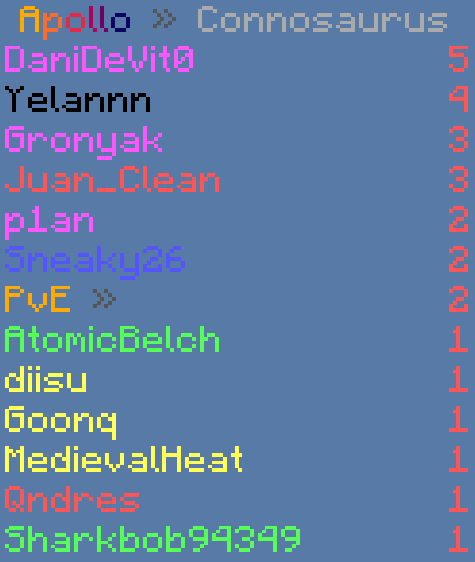 Apollo » Connosaurus
DaniDeVit0 5
Yelannn 4
Gronyak 3
Juan_Clean 3
p1an 2
Sneaky26 2
PvE » 2
AtomicBelch 1
diisu 1
Goonq 1
MedievalHeat 1
Qndres 1
Sharkbob94349 1